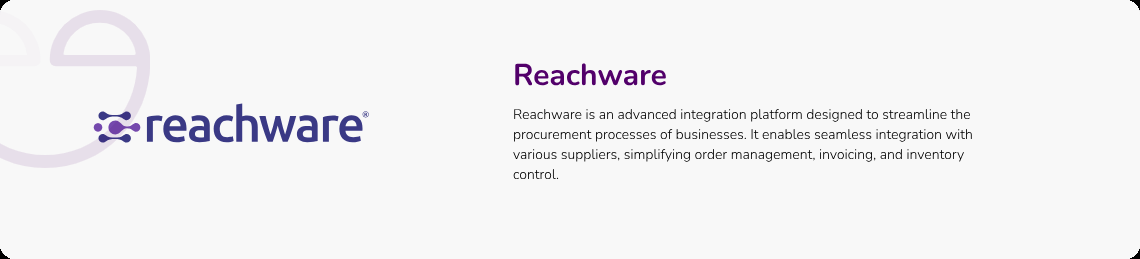 reachware®
Reachware
Reachware is an advanced integration platform designed to streamline the
procurement processes of businesses. It enables seamless integration with
various suppliers, simplifying order management, invoicing, and inventory
control.